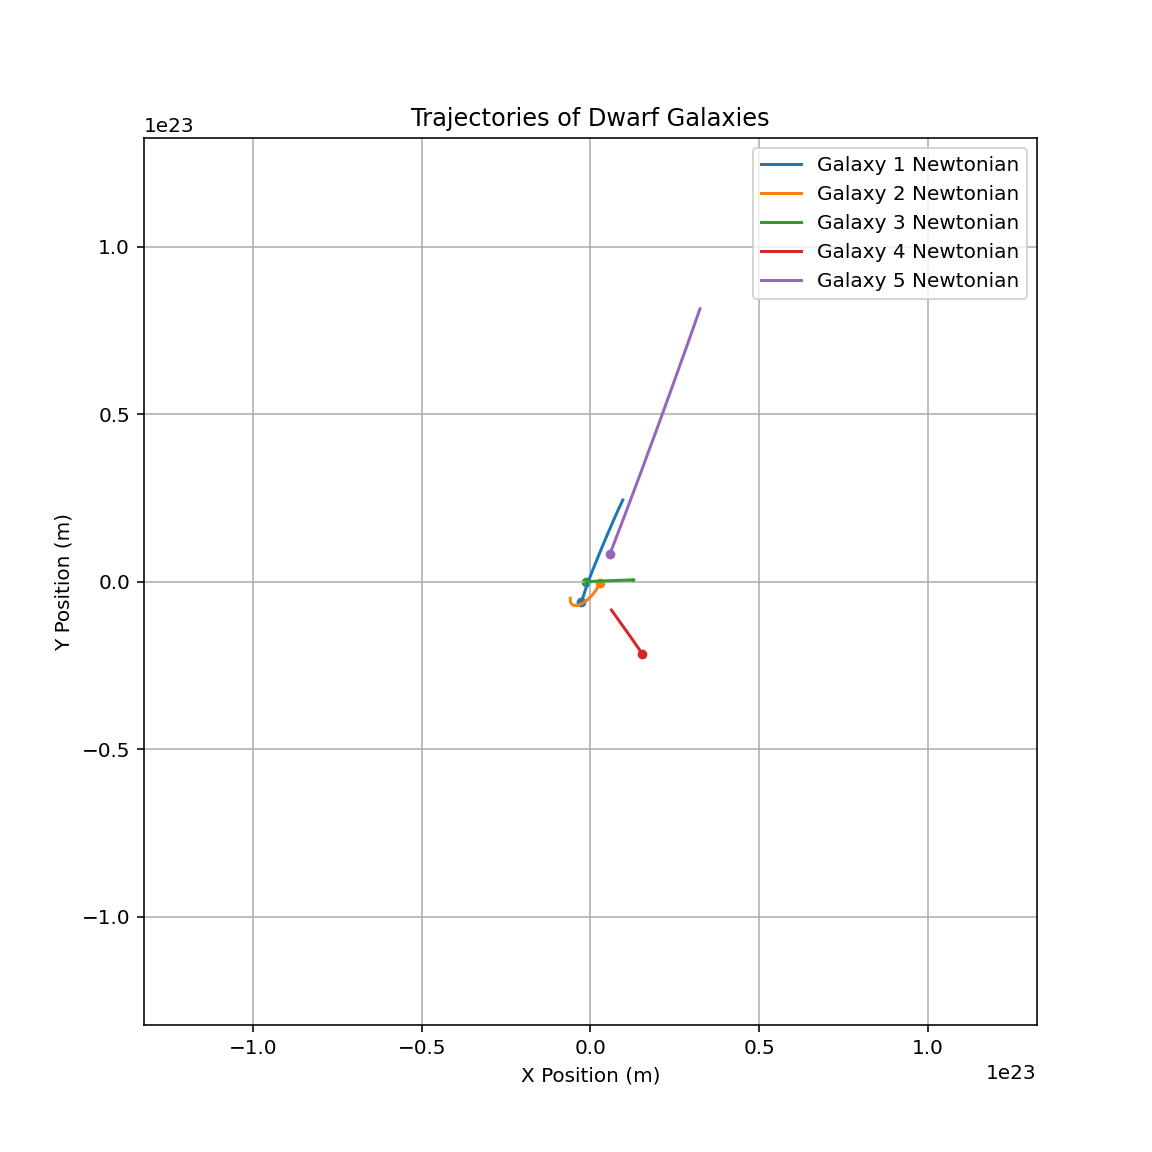 Trajectories of Dwarf Galaxies
1e23
Galaxy 1 Newtonian
Galaxy 2 Newtonian
Galaxy 3 Newtonian
Galaxy 4 Newtonian
Galaxy 5 Newtonian
1.0
0.5
0.0
−0.5
−1.0
Y Position (m)
−1.0 −0.5 0.0 0.5 1.0
1e23
X Position (m)